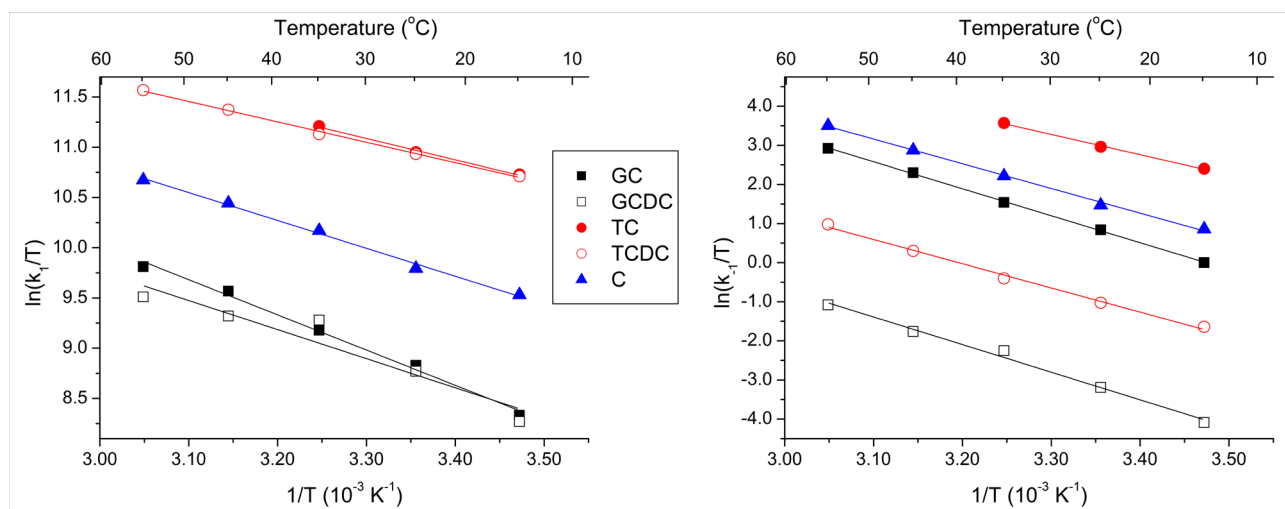 Temperature (°C)
60 50 40 30 20 10
11.5
11.0
10.5
10.0
9.5
9.0
8.5
ln(k₁/T)
3.00 3.10 3.20 3.30 3.40 3.50
1/T (10⁻³ K⁻¹)
GC
GCDC
TC
TCDC
C
Temperature (°C)
60 50 40 30 20 10
4.0
3.0
2.0
1.0
0.0
-1.0
-2.0
-3.0
-4.0
ln(k₋₁/T)
3.00 3.10 3.20 3.30 3.40 3.50
1/T (10⁻³ K⁻¹)